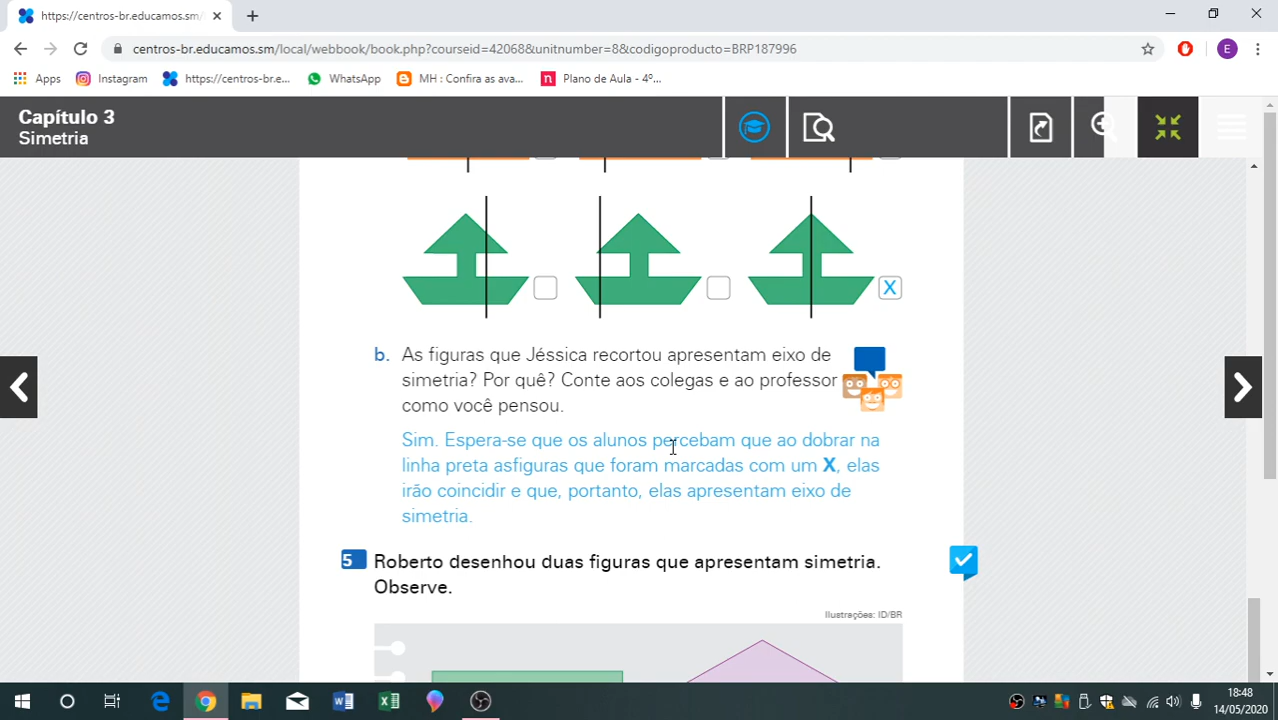 https://centros-br.educamos.sm/
centros-br.educamos.sm/local/webbook/book.php?courseid=42068&unitnumber=8&codigoproducto=BRP187996
E
Apps
Instagram
https://centros-br.e...
WhatsApp
MH : Confira as ava...
n
Plano de Aula - 4º...
Capítulo 3
Simetria
X
b. As figuras que Jéssica recortou apresentam eixo de
simetria? Por quê? Conte aos colegas e ao professor
como você pensou.
Sim. Espera-se que os alunos percebam que ao dobrar na
linha preta asfiguras que foram marcadas com um X, elas
irão coincidir e que, portanto, elas apresentam eixo de
simetria.
5 Roberto desenhou duas figuras que apresentam simetria.
Observe.
Ilustrações: ID/BR
18:48
14/05/2020